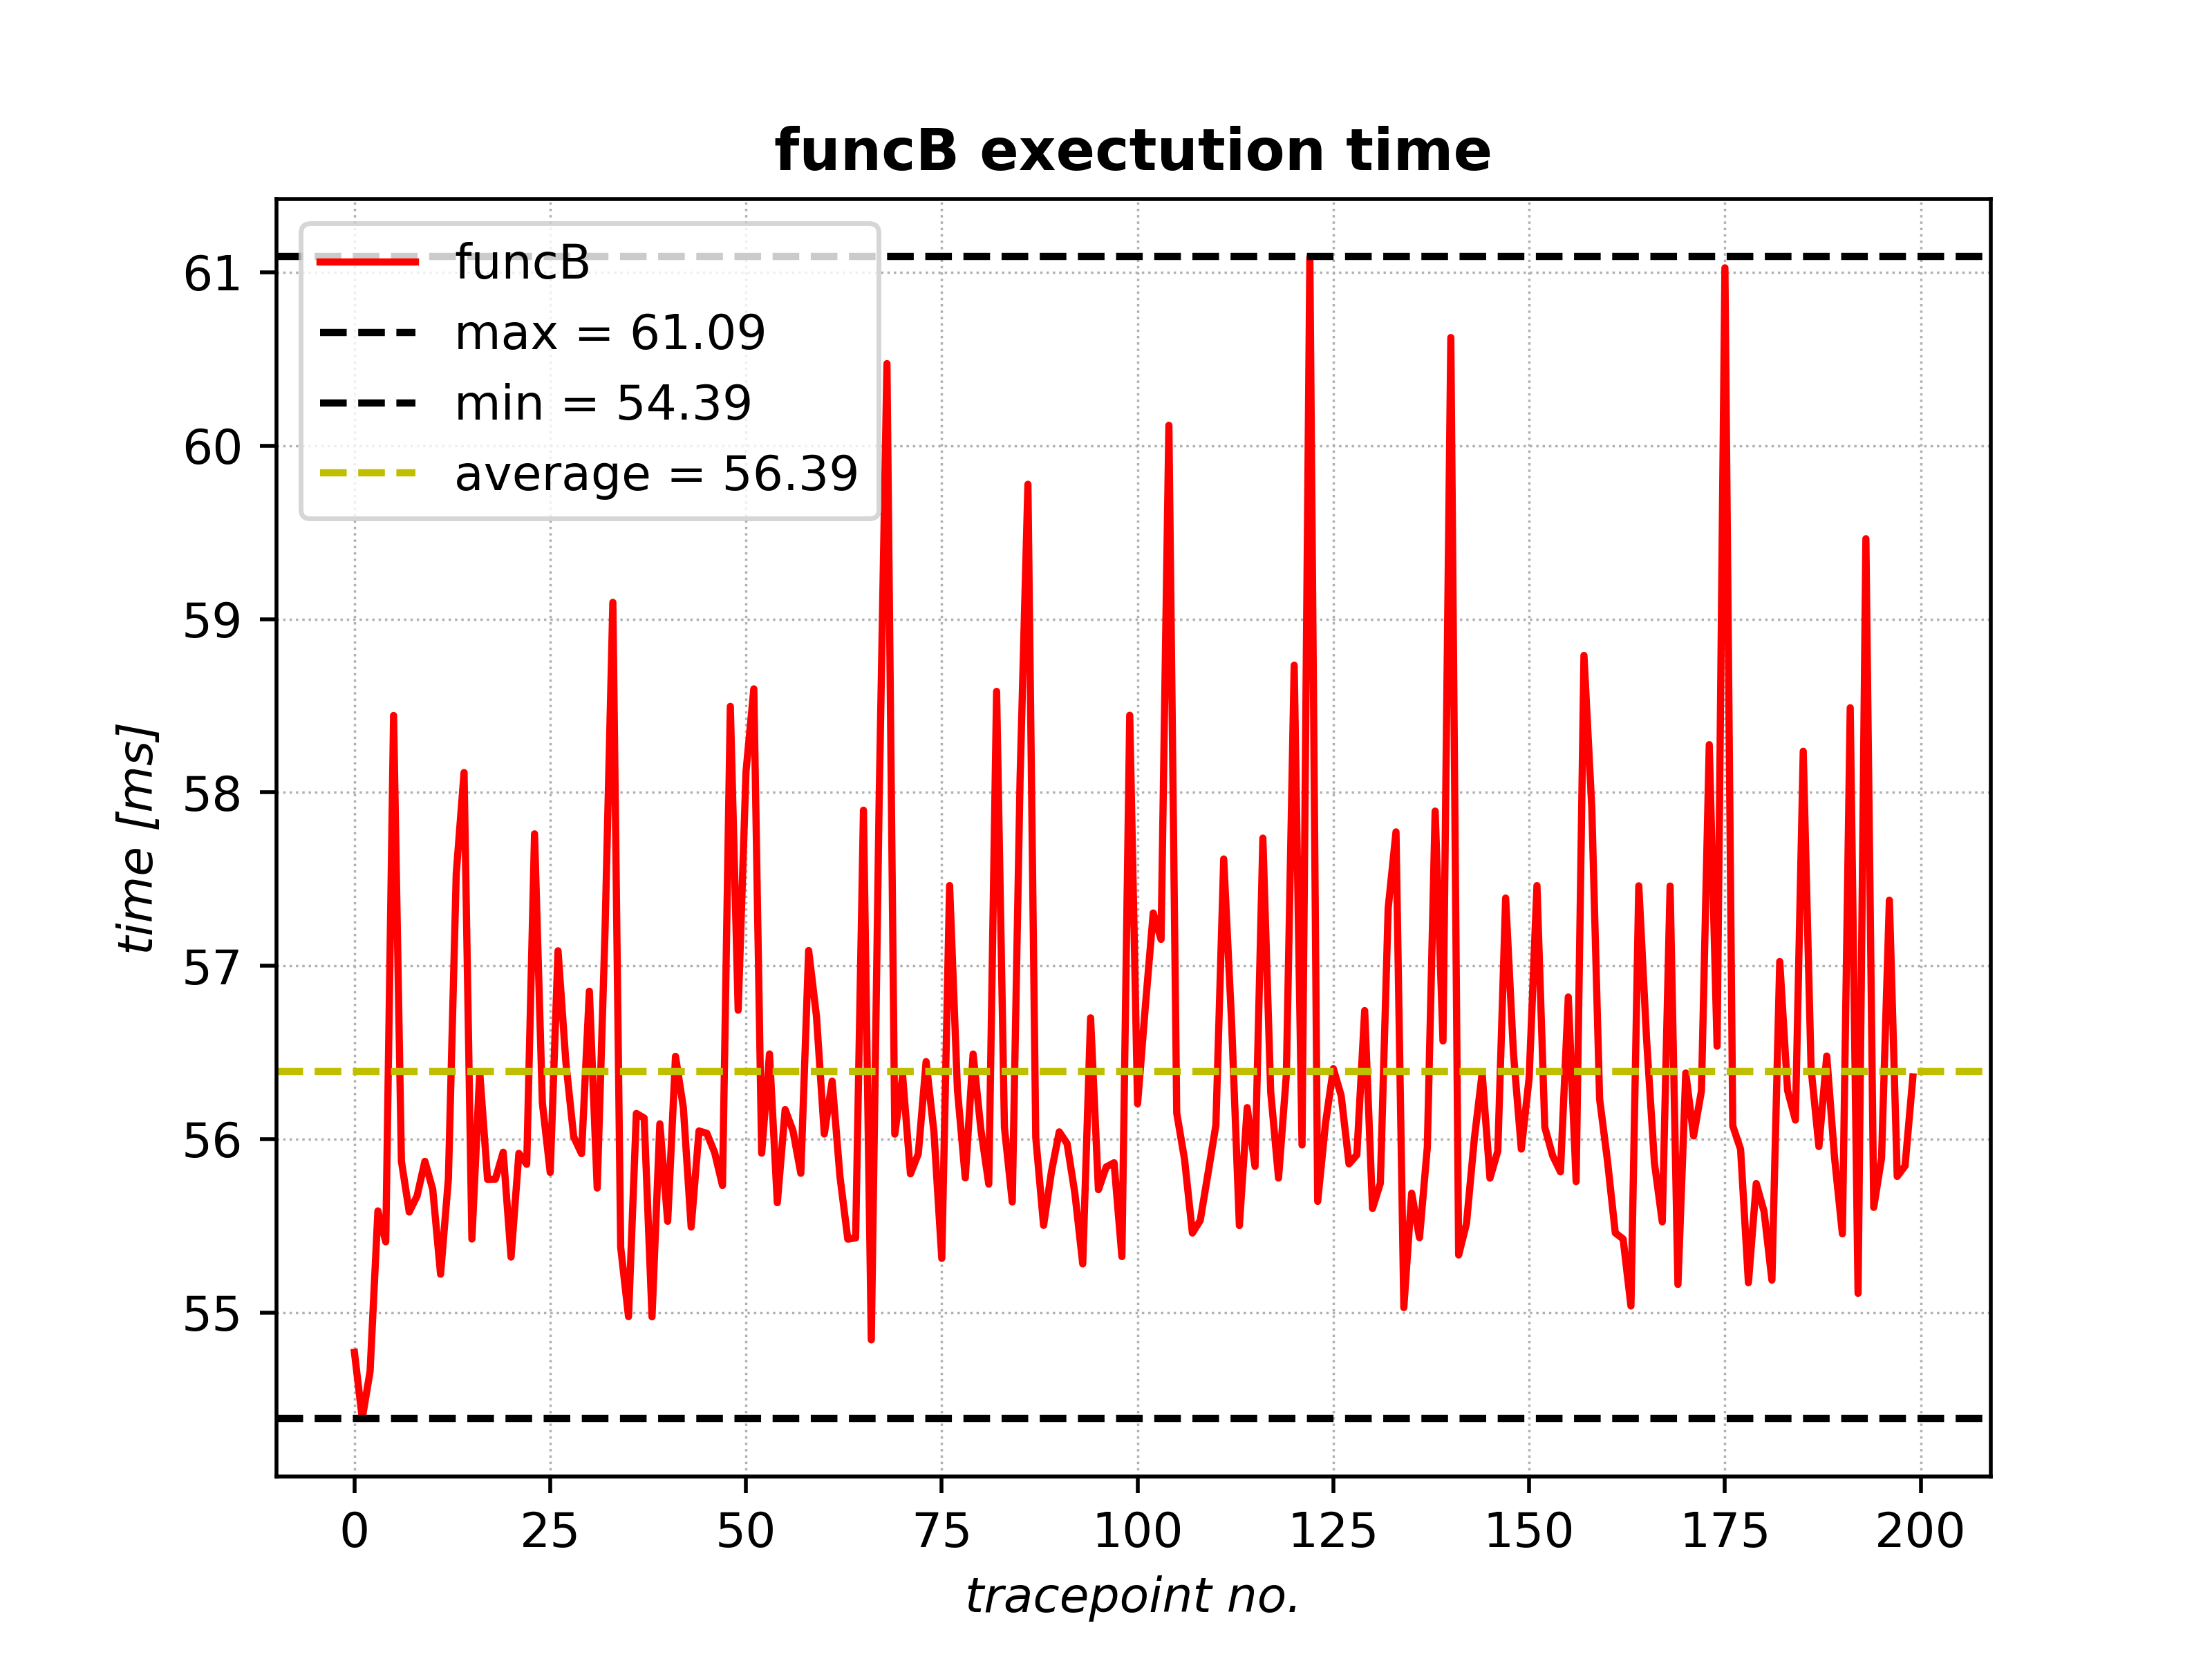 funcB exectution time
funcB
max = 61.09
min = 54.39
average = 56.39
61
60
59
58
57
56
55
time [ms]
0 25 50 75 100 125 150 175 200
tracepoint no.